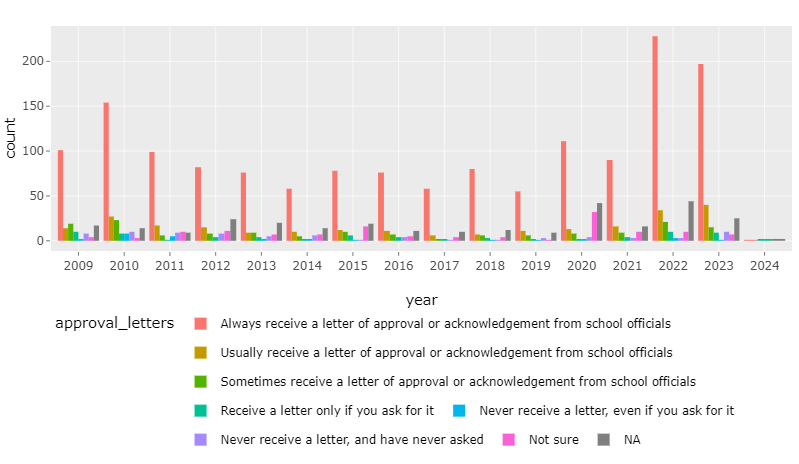 200
150
100
50
0
count
2009 2010 2011 2012 2013 2014 2015 2016 2017 2018 2019 2020 2021 2022 2023 2024
year
approval_letters
Always receive a letter of approval or acknowledgement from school officials
Usually receive a letter of approval or acknowledgement from school officials
Sometimes receive a letter of approval or acknowledgement from school officials
Receive a letter only if you ask for it Never receive a letter, even if you ask for it
Never receive a letter, and have never asked Not sure NA